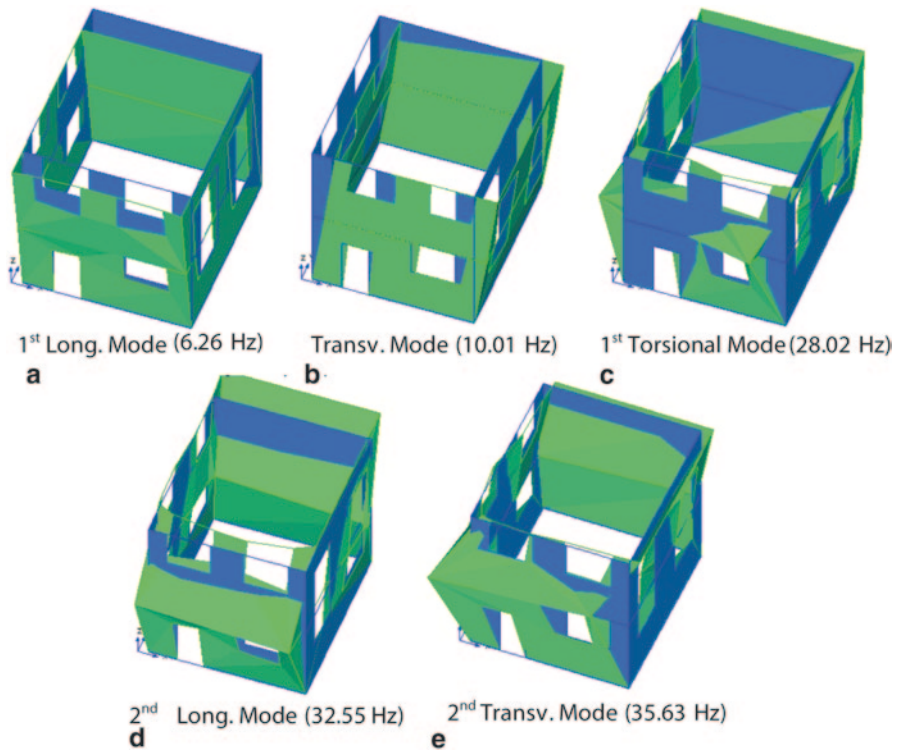 1st Long. Mode (6.26 Hz)
Transv. Mode (10.01 Hz)
1st Torsional Mode (28.02 Hz)
a
b
c
2nd Long. Mode (32.55 Hz)
2nd Transv. Mode (35.63 Hz)
d
e